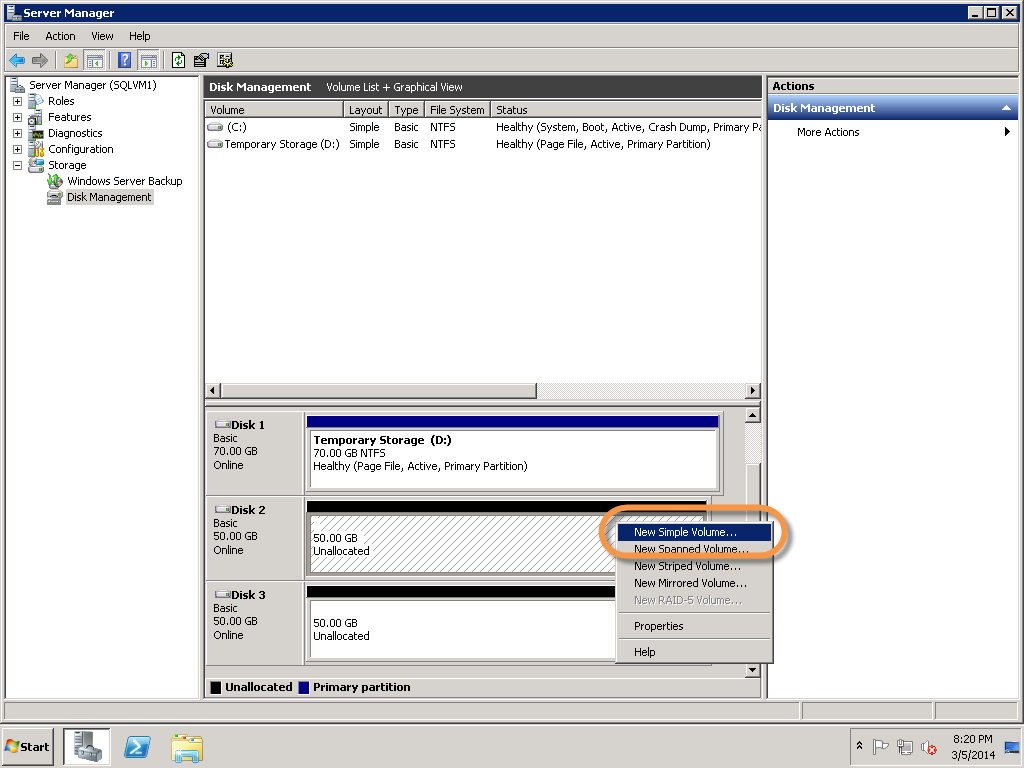 Server Manager
File Action View Help
Server Manager (SQLVM1)
Roles
Features
Diagnostics
Configuration
Storage
Windows Server Backup
Disk Management
Disk Management Volume List + Graphical View
Volume Layout Type File System Status
(C:) Simple Basic NTFS Healthy (System, Boot, Active, Crash Dump, Primary Pa
Temporary Storage (D:) Simple Basic NTFS Healthy (Page File, Active, Primary Partition)
Disk 1
Basic
70.00 GB
Online
Temporary Storage (D:)
70.00 GB NTFS
Healthy (Page File, Active, Primary Partition)
Disk 2
Basic
50.00 GB
Online
50.00 GB
Unallocated
Disk 3
Basic
50.00 GB
Online
50.00 GB
Unallocated
New Simple Volume...
New Spanned Volume...
New Striped Volume...
New Mirrored Volume...
New RAID-5 Volume...
Properties
Help
Unallocated Primary partition
Actions
Disk Management
More Actions
Start
8:20 PM
3/5/2014